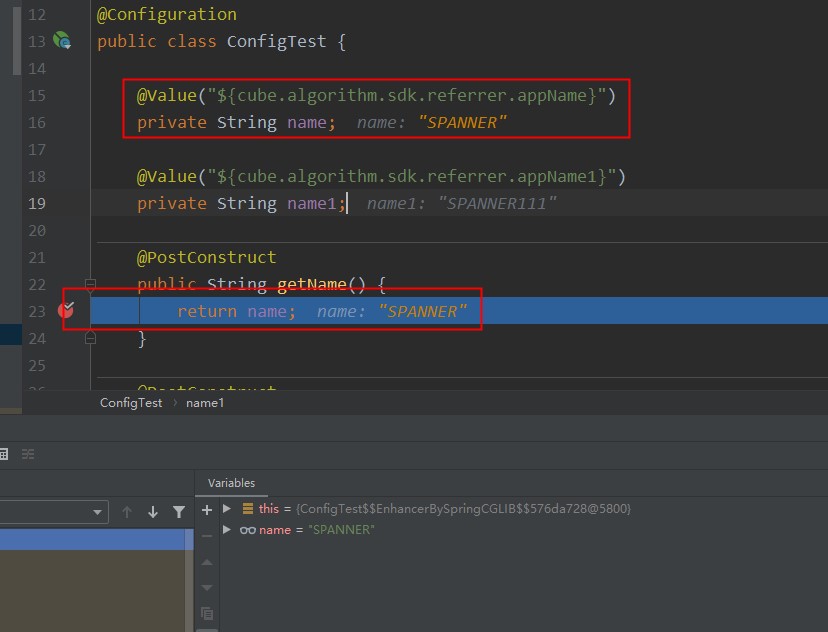 12 @Configuration
13 public class ConfigTest {
14
15 @Value("${cube.algorithm.sdk.referrer.appName}")
16 private String name; name: "SPANNER"
17
18 @Value("${cube.algorithm.sdk.referrer.appName1}")
19 private String name1; name1: "SPANNER111"
20
21 @PostConstruct
22 public String getName() {
23 return name; name: "SPANNER"
24 }
25
26 @PostConstruct
ConfigTest › name1
Variables
this = {ConfigTest$$EnhancerBySpringCGLIB$$576da728@5800}
name = "SPANNER"